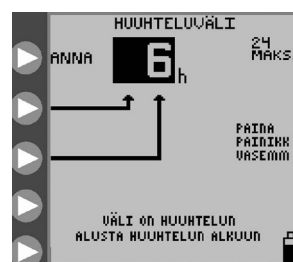 HUUHTELUVÄLI
ANNA 6 h
24
MAKS
PAINA
PAINIKK
VASEMM
VÄLI ON HUUHTELUN
ALUSTA HUUHTELUN ALKUUN